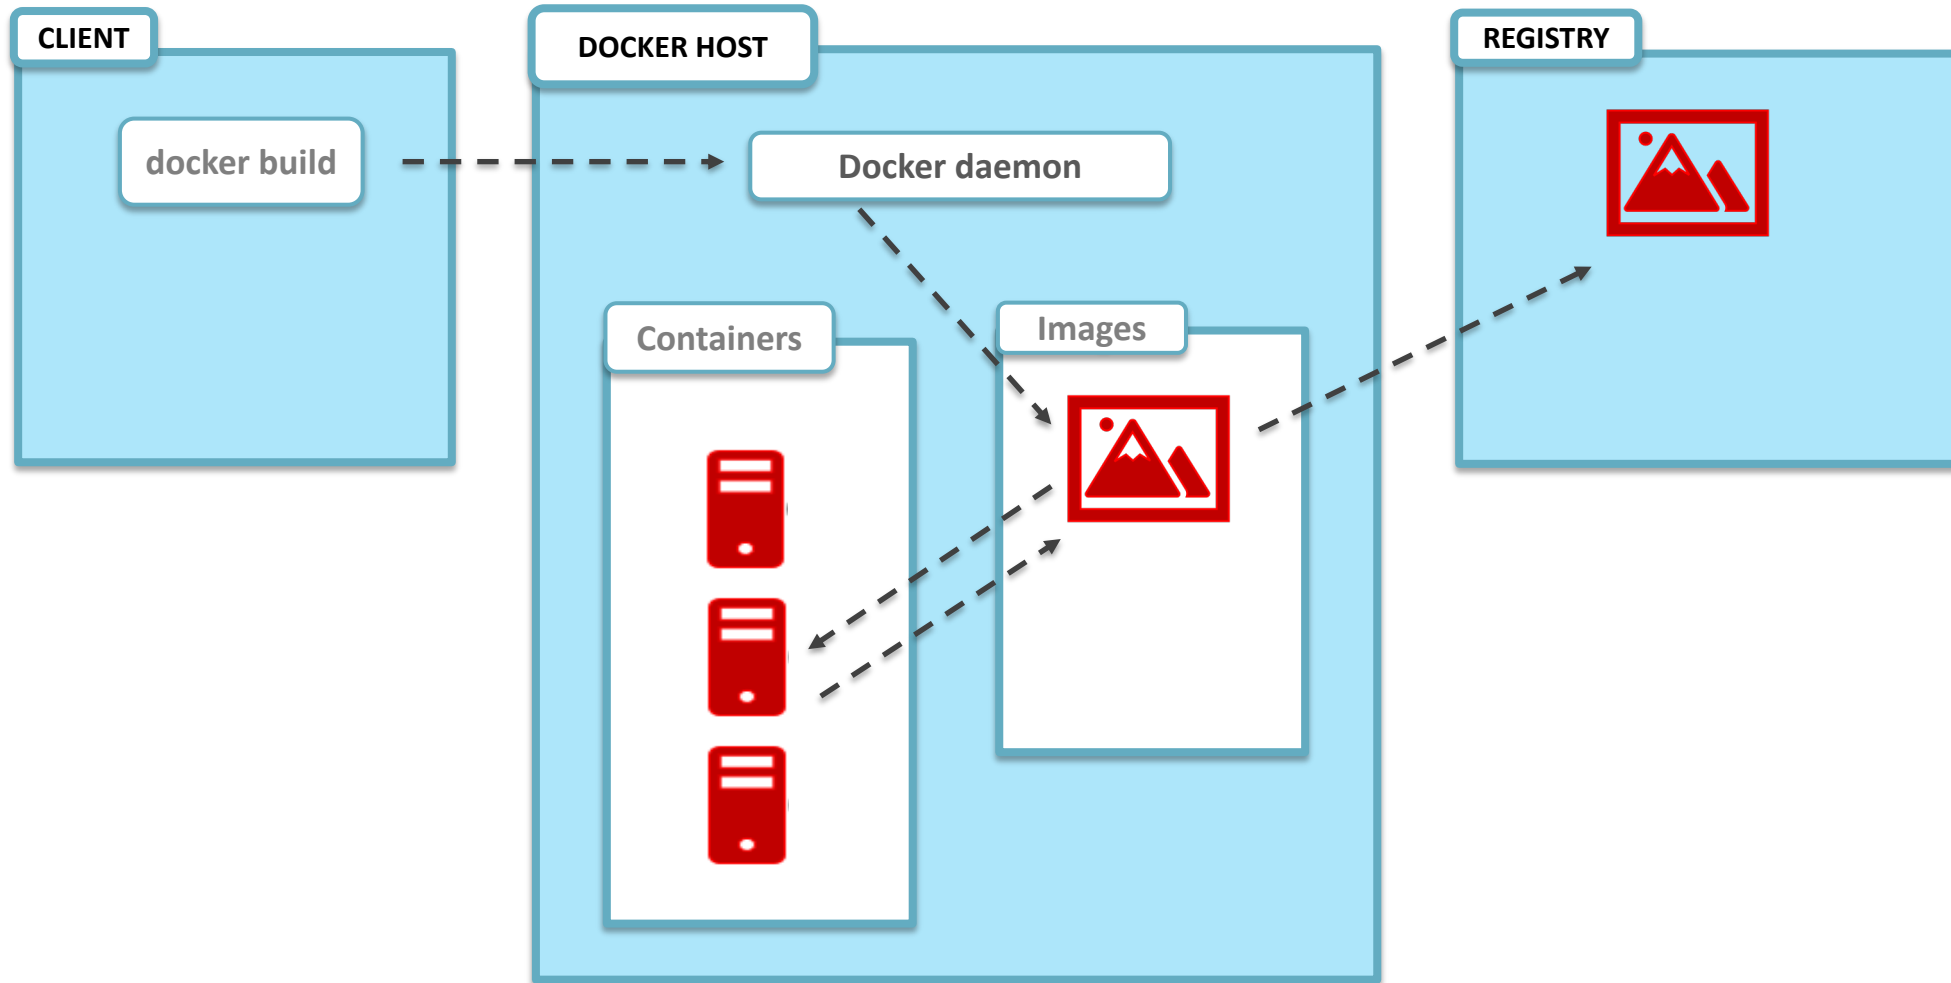 CLIENT
docker build
DOCKER HOST
Docker daemon
Containers
Images
REGISTRY